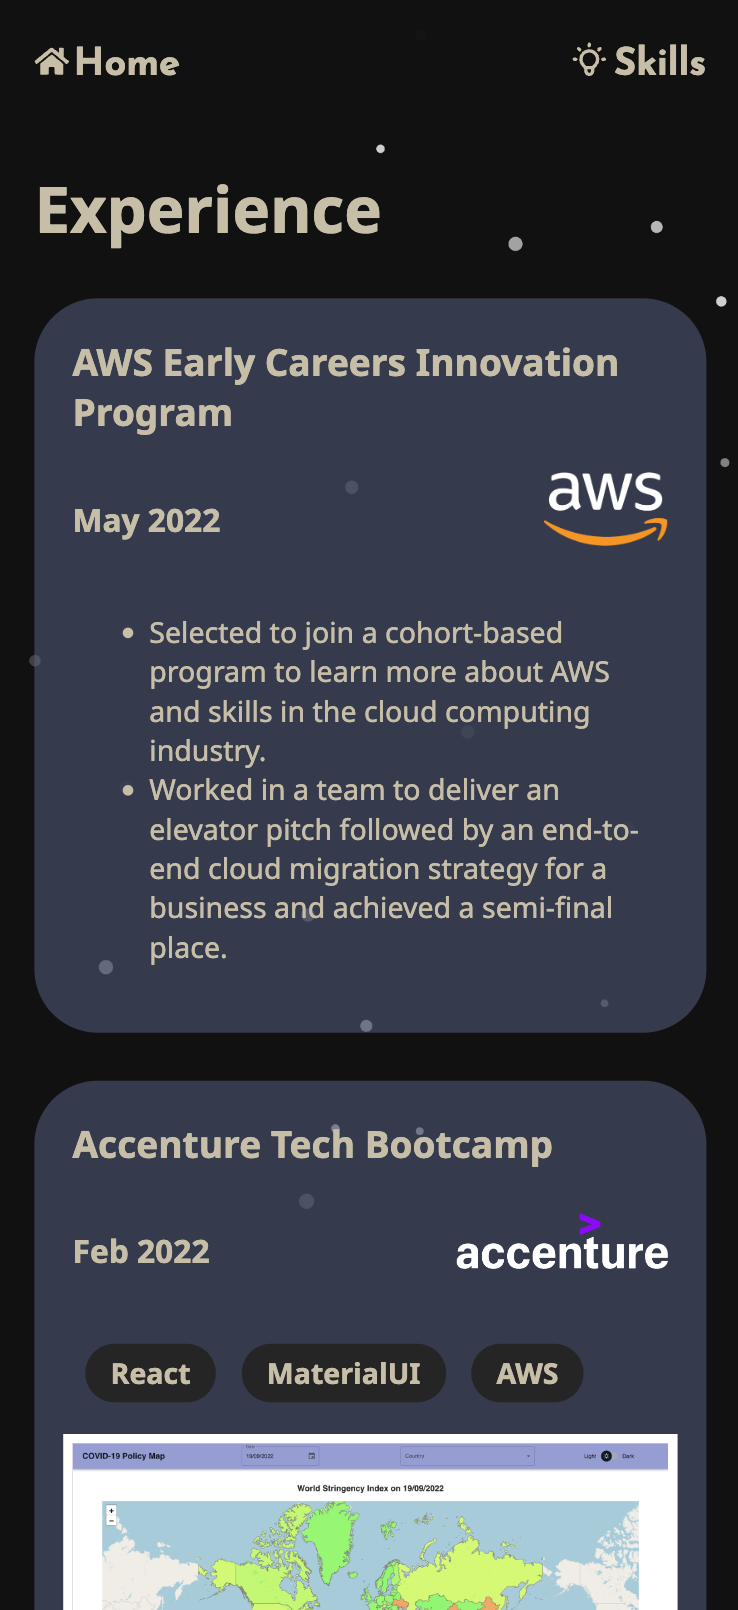 Home
Skills
Experience
AWS Early Careers Innovation
Program
May 2022
aws
• Selected to join a cohort-based
program to learn more about AWS
and skills in the cloud computing
industry.
• Worked in a team to deliver an
elevator pitch followed by an end-to-
end cloud migration strategy for a
business and achieved a semi-final
place.
Accenture Tech Bootcamp
Feb 2022
accenture
React
MaterialUI
AWS
COVID-19 Policy Map
Date
19/09/2022
Country
Light
Dark
World Stringency Index on 19/09/2022
+
−